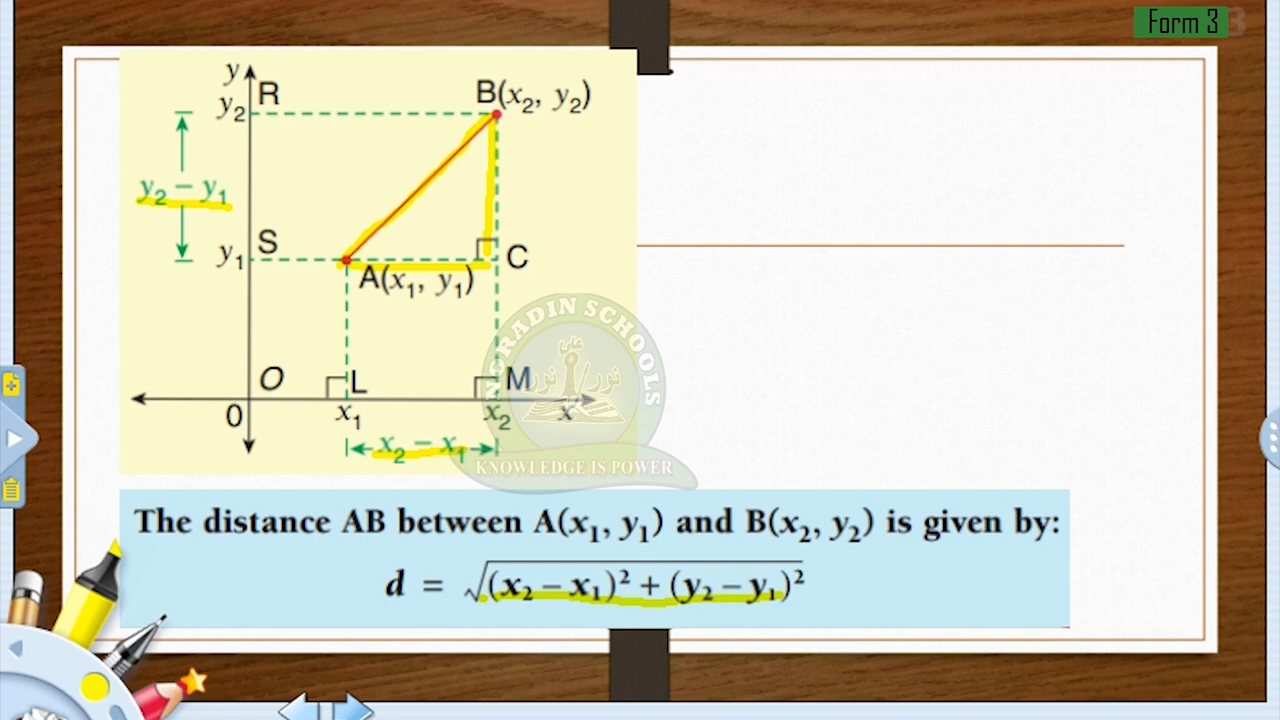 Form 3
y
y₂
R
B(x₂, y₂)
y₂ − y₁
y₁
S
C
A(x₁, y₁)
O
L
M
0
x₁
x₂
x
x₂ − x₁
NORADIN SCHOOLS
KNOWLEDGE IS POWER
The distance AB between A(x₁, y₁) and B(x₂, y₂) is given by:
d = √(x₂ − x₁)² + (y₂ − y₁)²